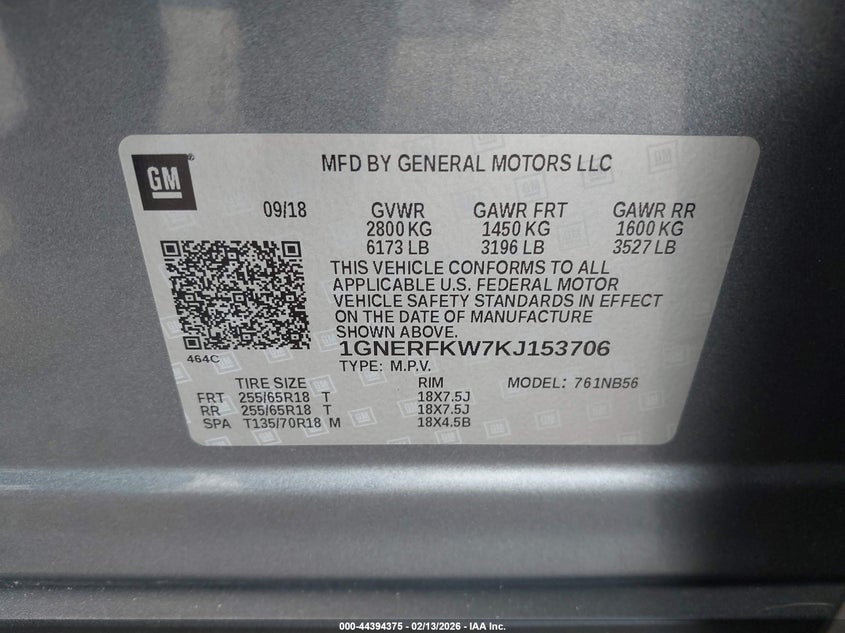 GM
MFD BY GENERAL MOTORS LLC
09/18 GVWR GAWR FRT GAWR RR
2800 KG 1450 KG 1600 KG
6173 LB 3196 LB 3527 LB
THIS VEHICLE CONFORMS TO ALL
APPLICABLE U.S. FEDERAL MOTOR
VEHICLE SAFETY STANDARDS IN EFFECT
ON THE DATE OF MANUFACTURE
SHOWN ABOVE.
464C
1GNERFKW7KJ153706
TYPE: M.P.V.
TIRE SIZE RIM MODEL: 761NB56
FRT 255/65R18 T 18X7.5J
RR 255/65R18 T 18X7.5J
SPA T135/70R18 M 18X4.5B
000-44394375 - 02/13/2026 - IAA Inc.